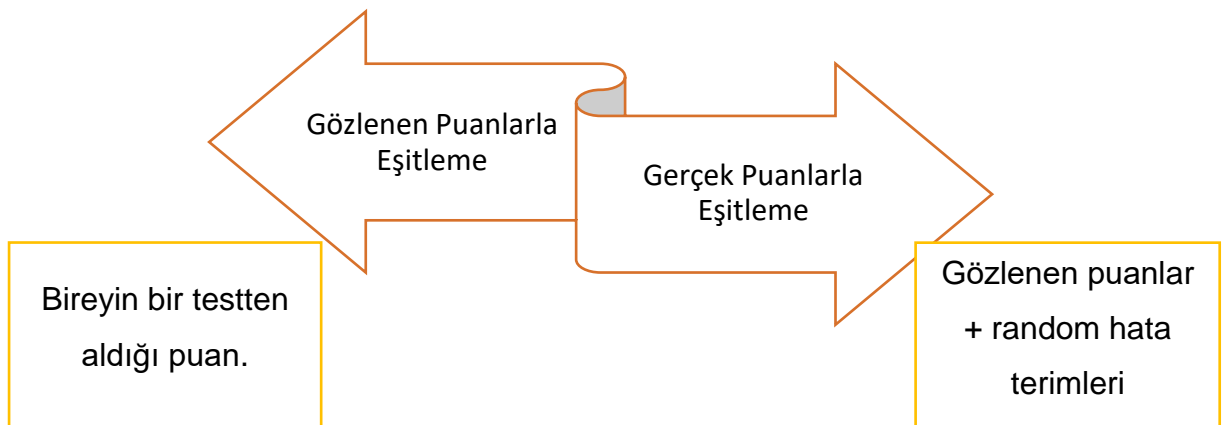 Gözlenen Puanlarla
Eşitleme
Gerçek Puanlarla
Eşitleme
Bireyin bir testten
aldığı puan.
Gözlenen puanlar
+ random hata
terimleri